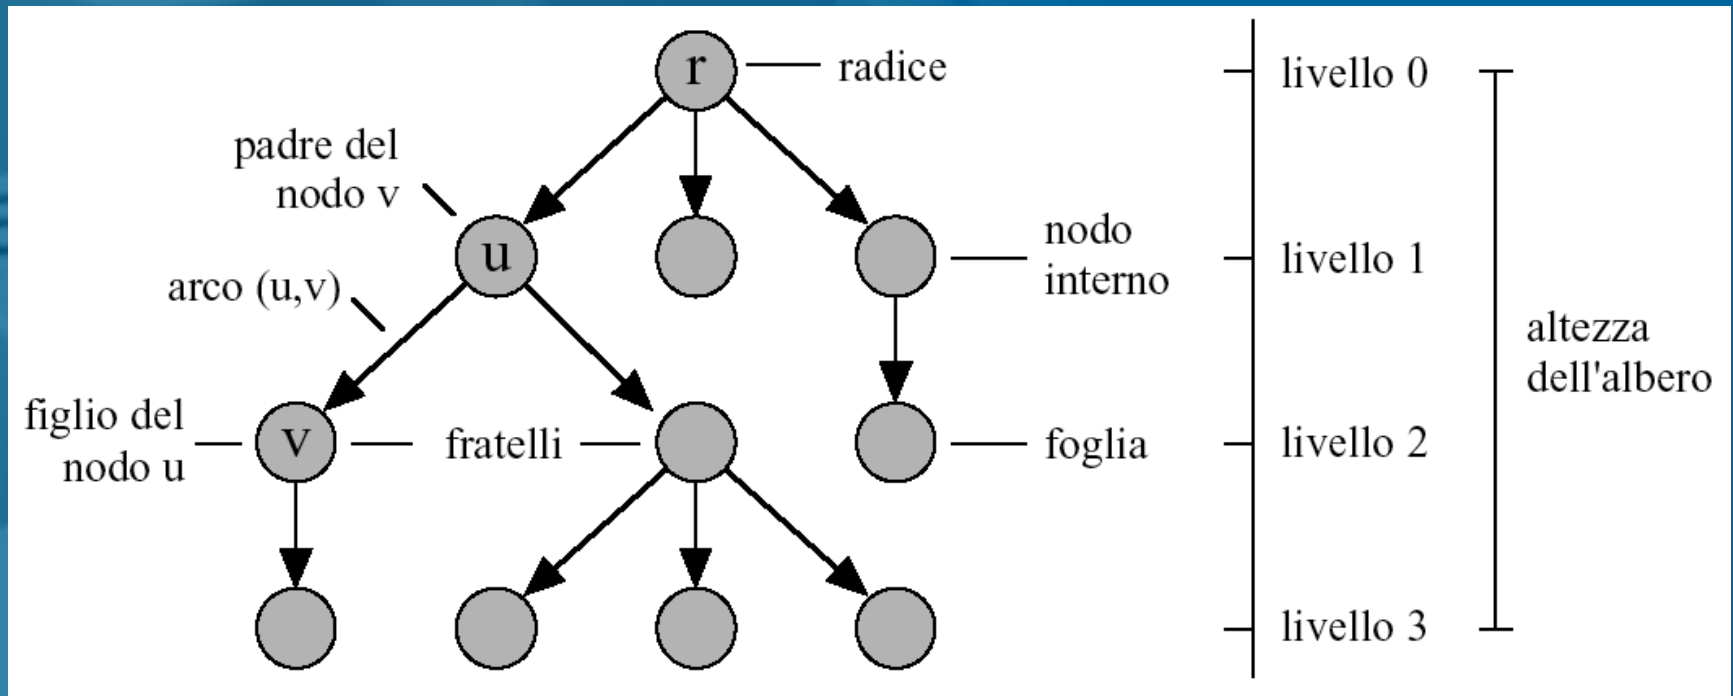 r
radice
livello 0
padre del
nodo v
u
nodo
interno
livello 1
arco (u,v)
altezza
dell'albero
figlio del
nodo u
v
fratelli
foglia
livello 2
livello 3